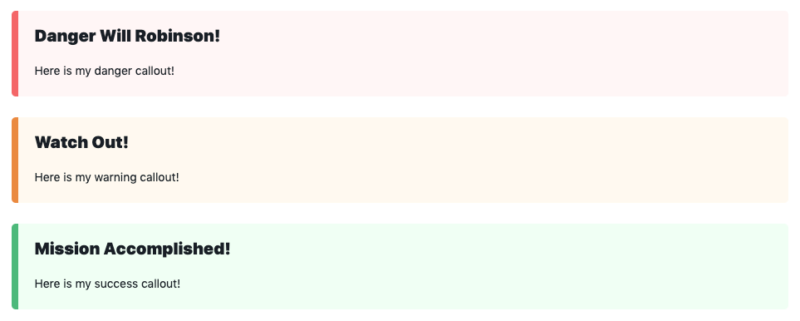 Danger Will Robinson!
Here is my danger callout!
Watch Out!
Here is my warning callout!
Mission Accomplished!
Here is my success callout!